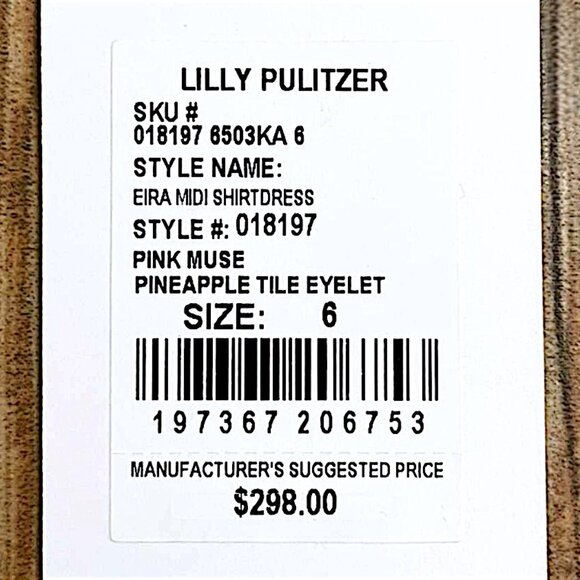 LILLY PULITZER
SKU #
018197 6503KA 6
STYLE NAME:
EIRA MIDI SHIRTDRESS
STYLE #: 018197
PINK MUSE
PINEAPPLE TILE EYELET
SIZE: 6
197367 206753
MANUFACTURER'S SUGGESTED PRICE
$298.00